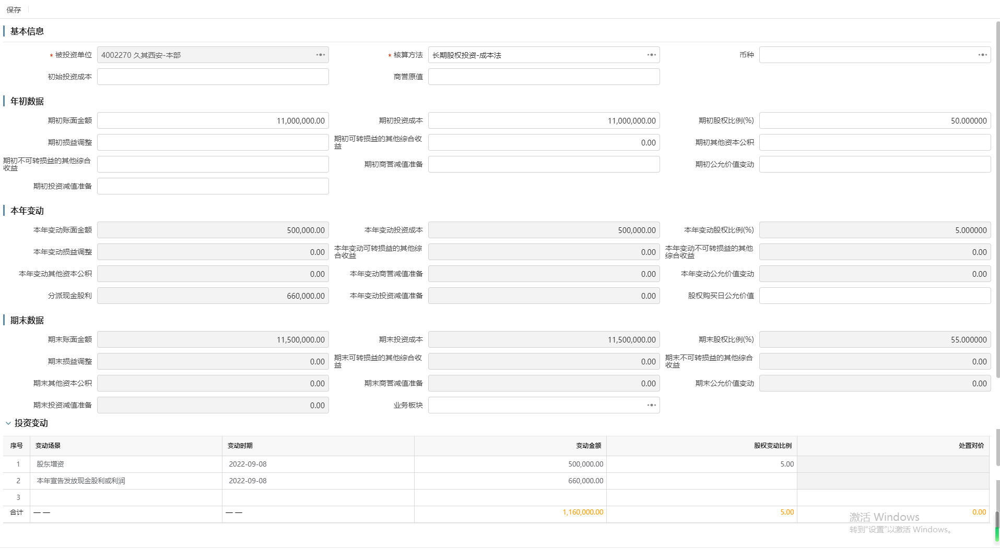 保存
基本信息
* 被投资单位 4002270 久其西安-本部 ••• * 核算方法 长期股权投资-成本法 ••• 币种 •••
初始投资成本 商誉原值
年初数据
期初账面金额 11,000,000.00 期初投资成本 11,000,000.00 期初股权比例(%) 50.000000
期初损益调整 期初可转损益的其他综合收益 0.00 期初其他资本公积
期初不可转损益的其他综合收益 期初商誉减值准备 期初公允价值变动
期初投资减值准备
本年变动
本年变动账面金额 500,000.00 本年变动投资成本 500,000.00 本年变动股权比例(%) 5.000000
本年变动损益调整 0.00 本年变动可转损益的其他综合收益 0.00 本年变动不可转损益的其他综合收益 0.00
本年变动其他资本公积 0.00 本年变动商誉减值准备 0.00 本年变动公允价值变动 0.00
分派现金股利 660,000.00 本年变动投资减值准备 0.00 股权购买日公允价值
期末数据
期末账面金额 11,500,000.00 期末投资成本 11,500,000.00 期末股权比例(%) 55.000000
期末损益调整 0.00 期末可转损益的其他综合收益 0.00 期末不可转损益的其他综合收益 0.00
期末其他资本公积 0.00 期末商誉减值准备 0.00 期末公允价值变动 0.00
期末投资减值准备 0.00 业务板块 •••
投资变动
序号 变动场景 变动时期 变动金额 股权变动比例 处置对价
1 股东增资 2022-09-08 500,000.00 5.00
2 本年宣告发放现金股利或利润 2022-09-08 660,000.00
3
合计 — — — — 1,160,000.00 5.00 0.00
激活 Windows
转到"设置"以激活 Windows。